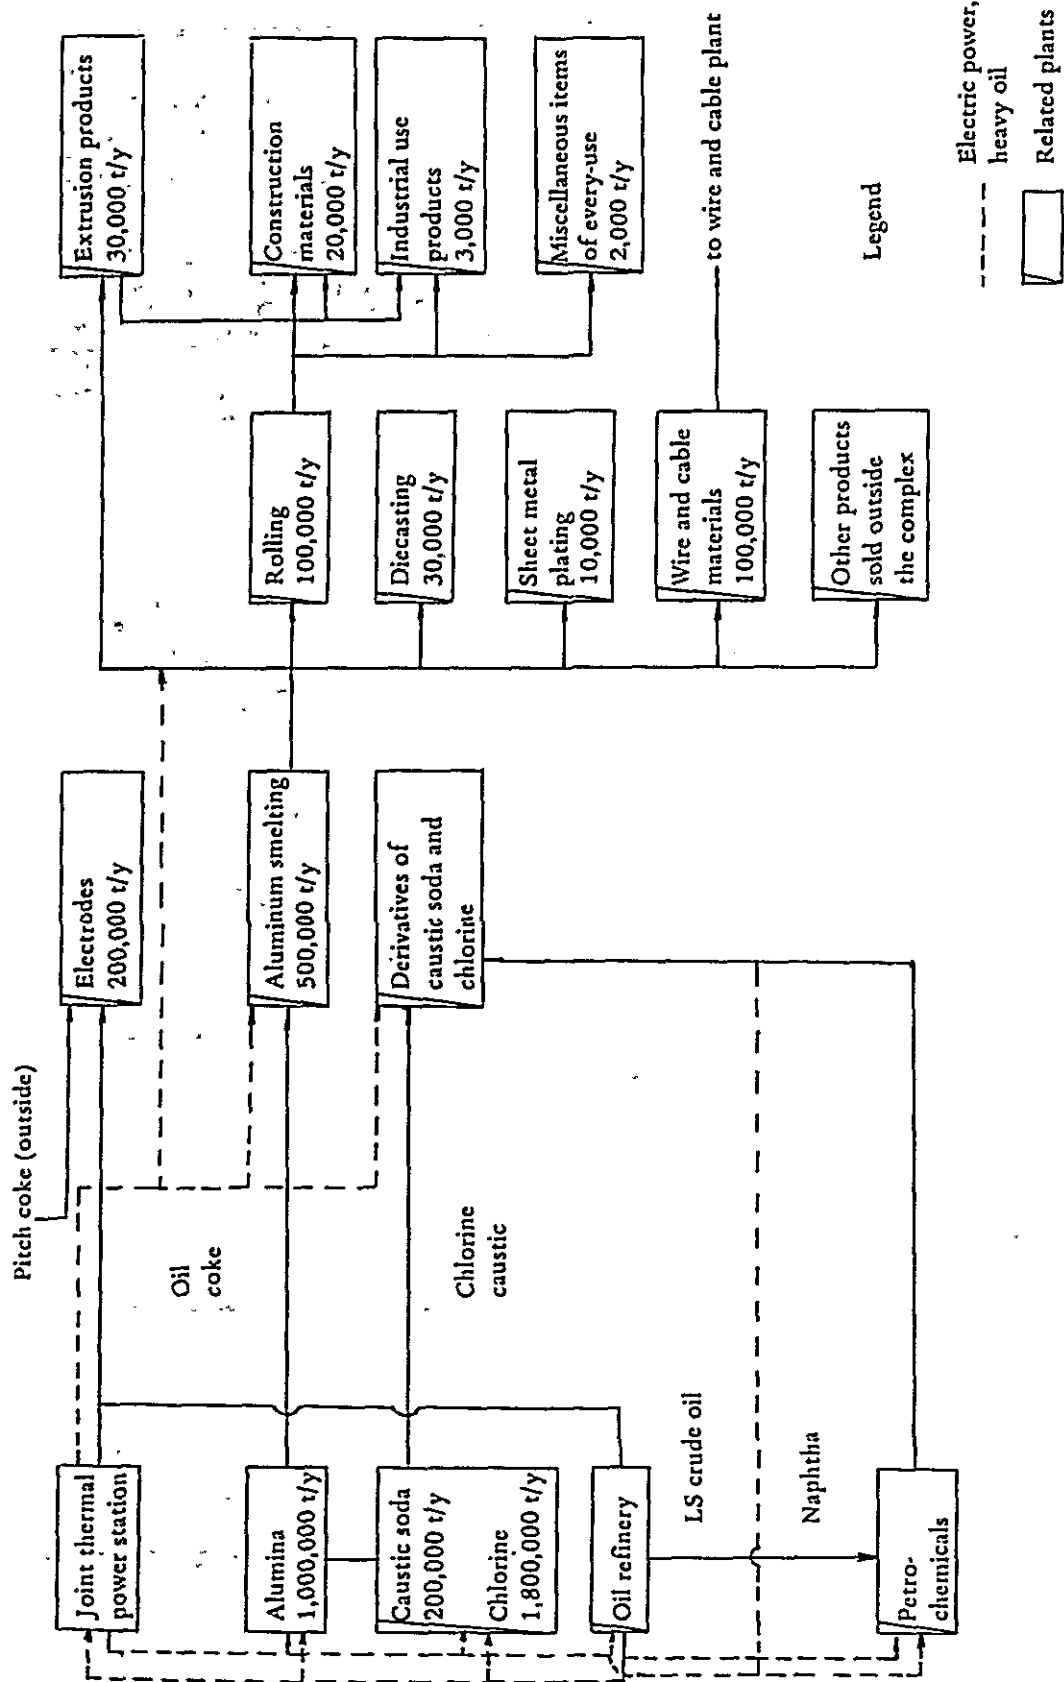 Pitch coke (outside)
Joint thermal
power station
Alumina
1,000,000 t/y
Caustic soda
200,000 t/y
Chlorine
1,800,000 t/y
Oil refinery
Petro-
chemicals
Oil
coke
Chlorine
caustic
LS crude oil
Naphtha
Electrodes
200,000 t/y
Aluminum smelting
500,000 t/y
Derivatives of
caustic soda and
chlorine
Rolling
100,000 t/y
Diecasting
30,000 t/y
Sheet metal
plating
10,000 t/y
Wire and cable
materials
100,000 t/y
Other products
sold outside
the complex
Extrusion products
30,000 t/y
Construction
materials
20,000 t/y
Industrial use
products
3,000 t/y
Miscellaneous items
of every-use
2,000 t/y
to wire and cable plant
Legend
Electric power,
heavy oil
Related plants